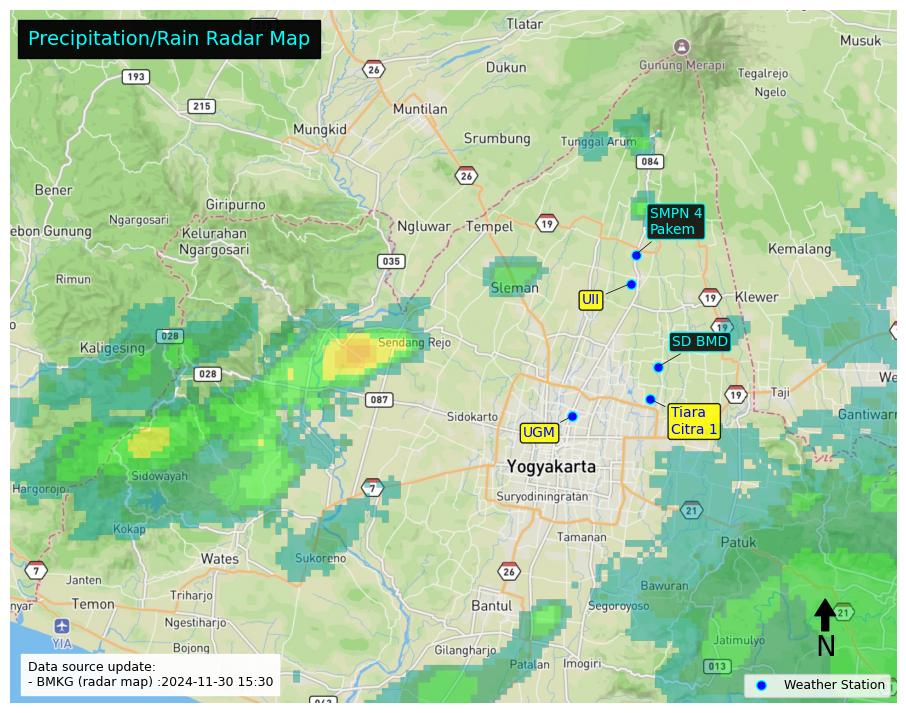 Precipitation/Rain Radar Map
Tlatar
Musuk
193
26
Dukun
Gunung Merapi
Tegalrejo
Ngelo
215
Muntilan
Mungkid
Srumbung
Tunggal Arum
084
26
Bener
Giripurno
SMPN 4
Pakem
Ngargosari
ebon Gunung
Kelurahan
Ngargosari
Ngluwar
Tempel
19
Kemalang
035
Rimun
Sleman
UII
19
Klewer
028
19
Kaligesing
Sendang Rejo
SD BMD
028
We
087
19
Taji
Sidokarto
Tiara
Citra 1
Gantiwarn
UGM
Yogyakarta
Sidowayah
Hargorojo
7
Suryodiningratan
21
Kokap
Tamanan
Patuk
Wates
Sukoreno
7
26
Janten
Bawuran
Triharjo
nyar
Temon
Bantul
Segoroyoso
21
Ngestiharjo
YIA
Jatimulyo
N
Bojong
Gilangharjo
Patalan
Imogiri
013
Data source update:
- BMKG (radar map) :2024-11-30 15:30
Weather Station